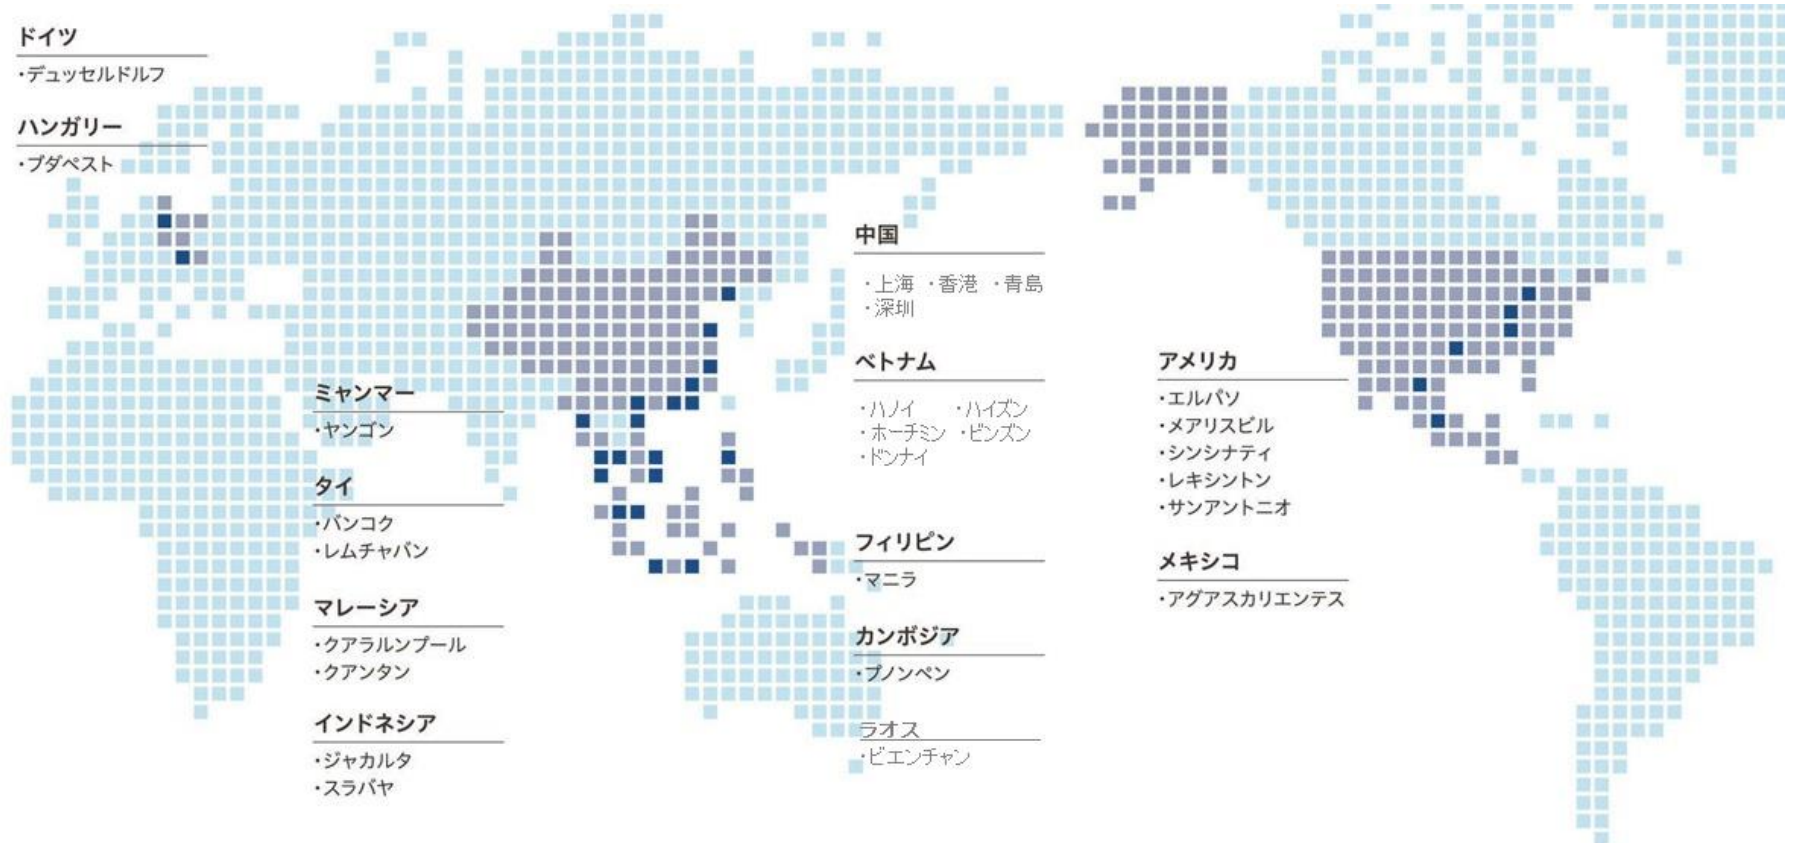 ドイツ
・デュッセルドルフ
ハンガリー
・ブダペスト
ミャンマー
・ヤンゴン
タイ
・バンコク
・レムチャバン
マレーシア
・クアラルンプール
・クアンタン
インドネシア
・ジャカルタ
・スラバヤ
中国
・上海 ・香港 ・青島
・深圳
ベトナム
・ハノイ ・ハイズン
・ホーチミン ・ビンズン
・ドンナイ
フィリピン
・マニラ
カンボジア
・プノンペン
ラオス
・ビエンチャン
アメリカ
・エルパソ
・メアリスビル
・シンシナティ
・レキシントン
・サンアントニオ
メキシコ
・アグアスカリエンテス